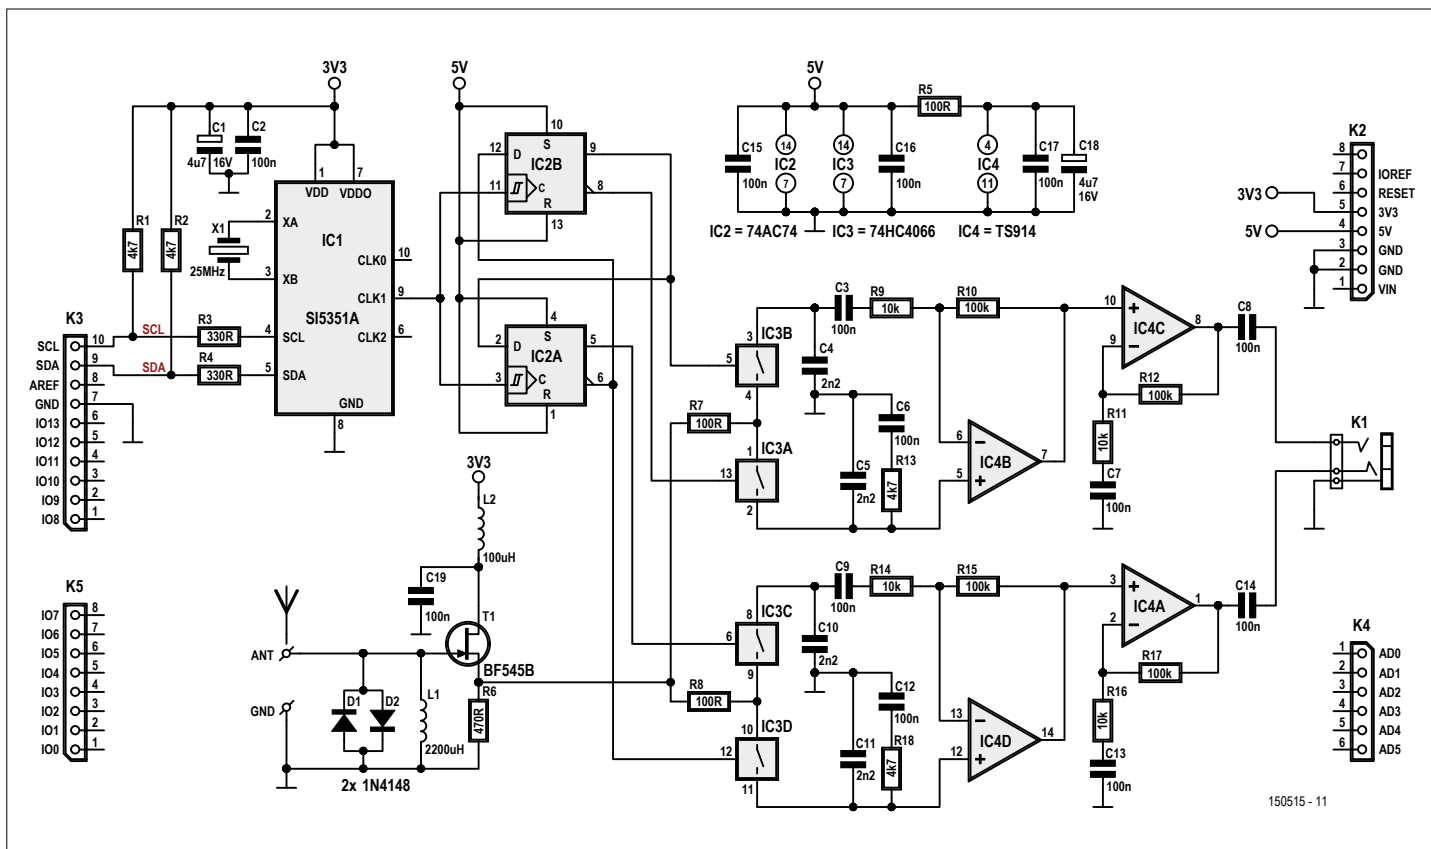 3V3
5V
5V
R5
100R
C1
4u7
16V
C2
100n
1
7
VDD
VDDO
R1
4k7
R2
4k7
X1
25MHz
2
XA
3
XB
IC1
SI5351A
CLK0
10
CLK1
9
CLK2
6
4
SCL
5
SDA
GND
8
SCL
R3
330R
SDA
R4
330R
K3
SCL 10
SDA 9
AREF 8
GND 7
IO13 6
IO12 5
IO11 4
IO10 3
IO9 2
IO8 1
10
12
D
S
9
IC2B
11
C
8
R
13
4
2
D
S
5
IC2A
3
C
6
R
1
C15
100n
14
IC2
7
14
IC3
7
C16
100n
4
IC4
11
C17
100n
C18
4u7
16V
IC2 = 74AC74
IC3 = 74HC4066
IC4 = TS914
K2
8
7 IOREF
6 RESET
3V3
5 3V3
5V
4 5V
3 GND
2 GND
1 VIN
IC3B
3
5
4
R7
100R
IC3A
1
13
2
C3
100n
C4
2n2
R9
10k
R10
100k
C5
2n2
C6
100n
R13
4k7
6
5
IC4B
7
10
9
IC4C
8
R12
100k
R11
10k
C7
100n
C8
100n
K1
3V3
L2
100uH
C19
100n
T1
BF545B
R6
470R
ANT
GND
D1
D2
L1
2200uH
2x 1N4148
K5
IO7 8
IO6 7
IO5 6
IO4 5
IO3 4
IO2 3
IO1 2
IO0 1
IC3C
8
6
9
R8
100R
IC3D
10
12
11
C9
100n
C10
2n2
R14
10k
R15
100k
C11
2n2
C12
100n
R18
4k7
13
12
IC4D
14
3
2
IC4A
1
R17
100k
R16
10k
C13
100n
C14
100n
K4
1 AD0
2 AD1
3 AD2
4 AD3
5 AD4
6 AD5
150515 - 11